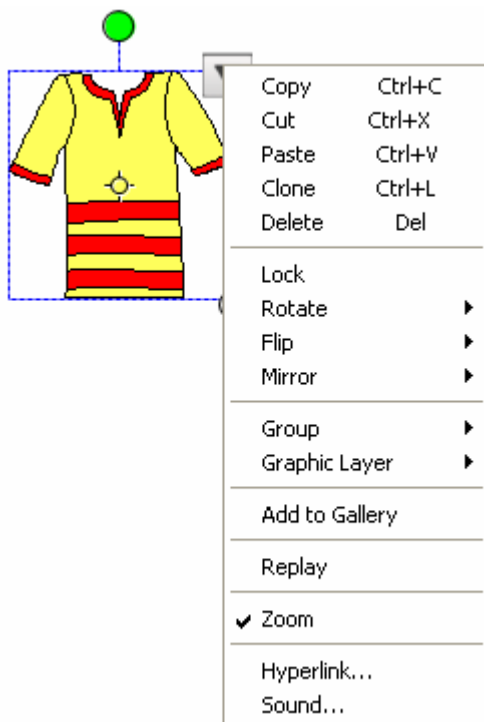 Copy Ctrl+C
Cut Ctrl+X
Paste Ctrl+V
Clone Ctrl+L
Delete Del
Lock
Rotate
Flip
Mirror
Group
Graphic Layer
Add to Gallery
Replay
Zoom
Hyperlink...
Sound...